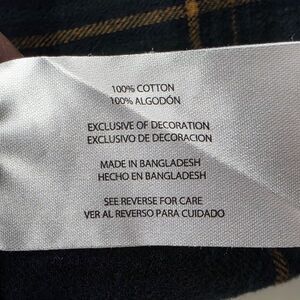 100% COTTON
100% ALGODÓN
EXCLUSIVE OF DECORATION
EXCLUSIVO DE DECORACION
MADE IN BANGLADESH
HECHO EN BANGLADESH
SEE REVERSE FOR CARE
VER AL REVERSO PARA CUIDADO